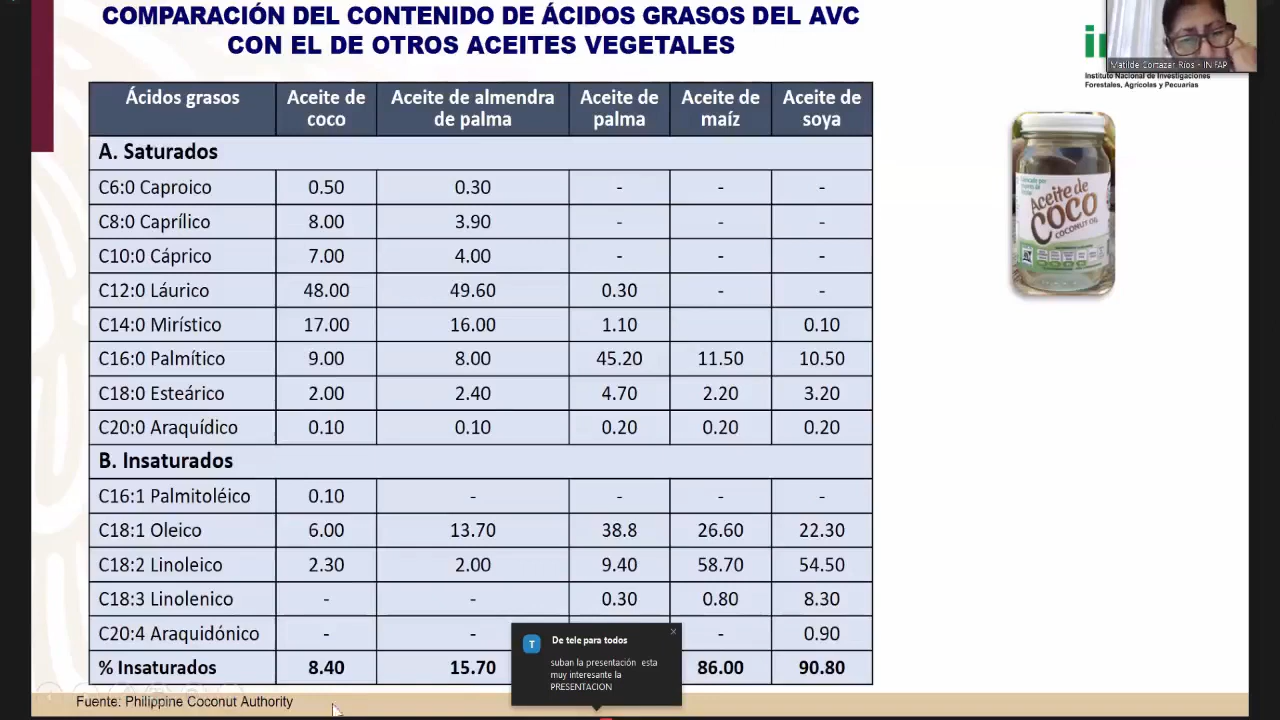 COMPARACIÓN DEL CONTENIDO DE ÁCIDOS GRASOS DEL AVC
CON EL DE OTROS ACEITES VEGETALES
Matilde Cortazar Rios - INIFAP
Instituto Nacional de Investigaciones
Forestales, Agrícolas y Pecuarias
Ácidos grasos Aceite de coco Aceite de almendra de palma Aceite de palma Aceite de maíz Aceite de soya
A. Saturados
C6:0 Caproico 0.50 0.30 - - -
C8:0 Caprílico 8.00 3.90 - - -
C10:0 Cáprico 7.00 4.00 - - -
C12:0 Láurico 48.00 49.60 0.30 - -
C14:0 Mirístico 17.00 16.00 1.10 0.10
C16:0 Palmítico 9.00 8.00 45.20 11.50 10.50
C18:0 Esteárico 2.00 2.40 4.70 2.20 3.20
C20:0 Araquídico 0.10 0.10 0.20 0.20 0.20
B. Insaturados
C16:1 Palmitoléico 0.10 - - - -
C18:1 Oleico 6.00 13.70 38.8 26.60 22.30
C18:2 Linoleico 2.30 2.00 9.40 58.70 54.50
C18:3 Linolenico - - 0.30 0.80 8.30
C20:4 Araquidónico - - - 0.90
% Insaturados 8.40 15.70 86.00 90.80
Fuente: Philippine Coconut Authority
Aceite de
COCO
COCONUT OIL
T De tele para todos
suban la presentación esta
muy interesante la
PRESENTACION